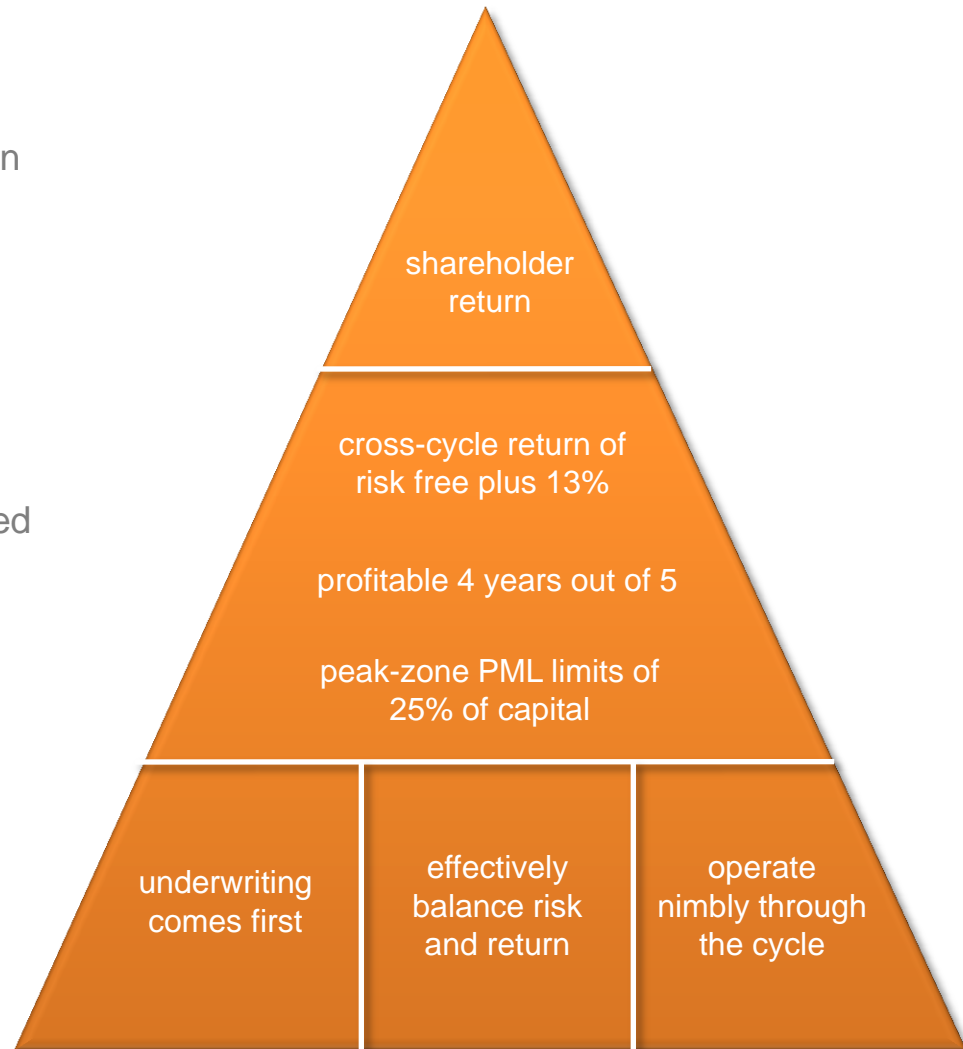 shareholder
return
cross-cycle return of
risk free plus 13%
profitable 4 years out of 5
peak-zone PML limits of
25% of capital
underwriting
comes first
effectively
balance risk
and return
operate
nimbly through
the cycle